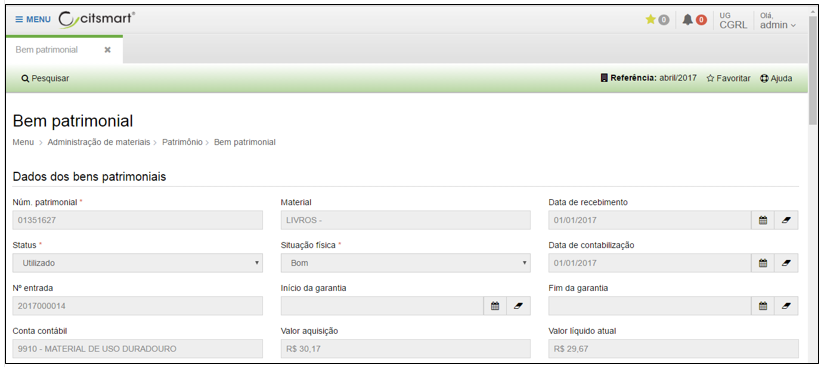 MENU citsmart® 0 0 UG CGRL Olá, admin
Bem patrimonial
Pesquisar Referência: abril/2017 Favoritar Ajuda
Bem patrimonial
Menu > Administração de materiais > Patrimônio > Bem patrimonial
Dados dos bens patrimoniais
Núm. patrimonial * Material Data de recebimento
01351627 LIVROS - 01/01/2017
Status * Situação física * Data de contabilização
Utilizado Bom 01/01/2017
Nº entrada Início da garantia Fim da garantia
2017000014
Conta contábil Valor aquisição Valor líquido atual
9910 - MATERIAL DE USO DURADOURO R$ 30,17 R$ 29,67